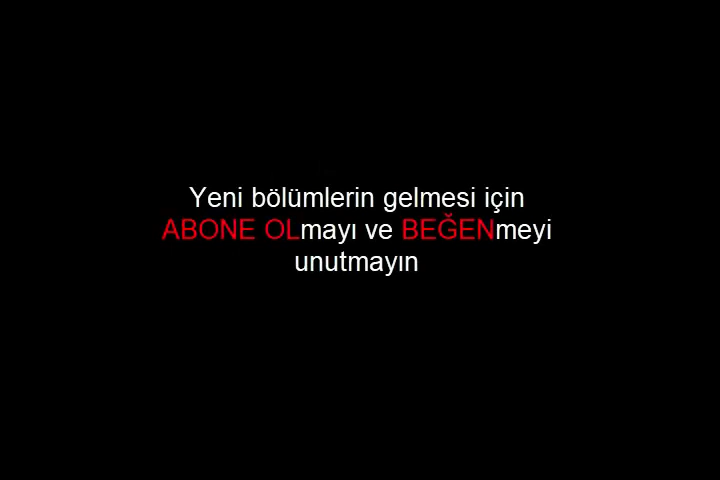 Yeni bölümlerin gelmesi için
ABONE OLmayı ve BEĞENmeyi
unutmayın